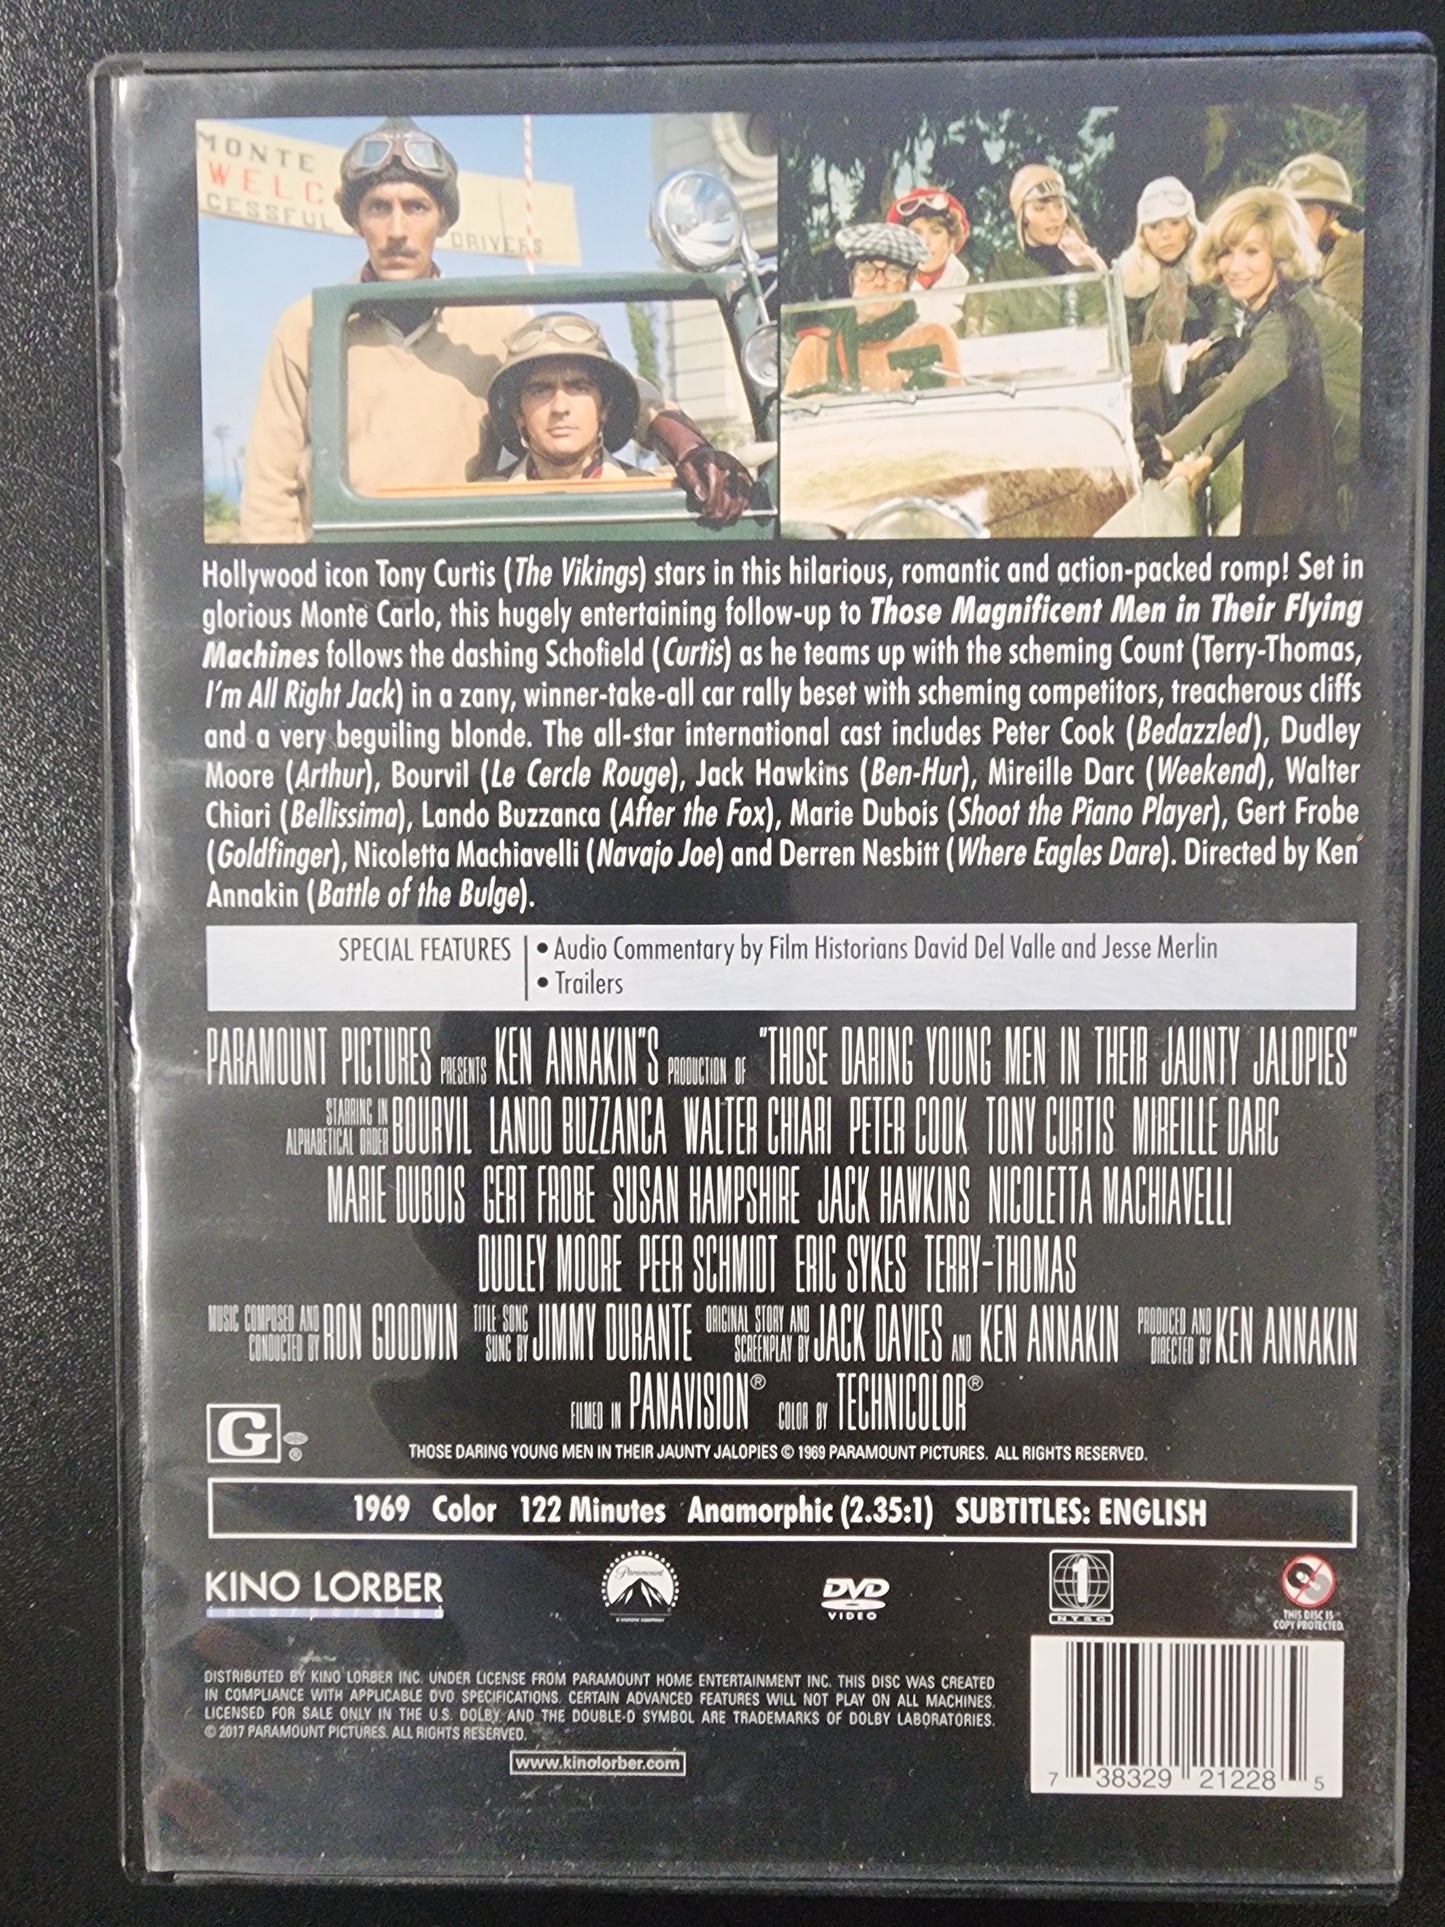 MONTE
WELC
CESSFUL
DRIVERS
Hollywood icon Tony Curtis (The Vikings) stars in this hilarious, romantic and action-packed romp! Set in
glorious Monte Carlo, this hugely entertaining follow-up to Those Magnificent Men in Their Flying
Machines follows the dashing Schofield (Curtis) as he teams up with the scheming Count (Terry-Thomas,
I'm All Right Jack) in a zany, winner-take-all car rally beset with scheming competitors, treacherous cliffs
and a very beguiling blonde. The all-star international cast includes Peter Cook (Bedazzled), Dudley
Moore (Arthur), Bourvil (Le Cercle Rouge), Jack Hawkins (Ben-Hur), Mireille Darc (Weekend), Walter
Chiari (Bellissima), Lando Buzzanca (After the Fox), Marie Dubois (Shoot the Piano Player), Gert Frobe
(Goldfinger), Nicoletta Machiavelli (Navajo Joe) and Derren Nesbitt (Where Eagles Dare). Directed by Ken
Annakin (Battle of the Bulge).
SPECIAL FEATURES • Audio Commentary by Film Historians David Del Valle and Jesse Merlin
• Trailers
PARAMOUNT PICTURES PRESENTS KEN ANNAKIN"S PRODUCTION OF "THOSE DARING YOUNG MEN IN THEIR JAUNTY JALOPIES"
STARRING IN ALPHABETICAL ORDER BOURVIL LANDO BUZZANCA WALTER CHIARI PETER COOK TONY CURTIS MIREILLE DARC
MARIE DUBOIS GERT FROBE SUSAN HAMPSHIRE JACK HAWKINS NICOLETTA MACHIAVELLI
DUDLEY MOORE PEER SCHMIDT ERIC SYKES TERRY-THOMAS
MUSIC COMPOSED AND CONDUCTED BY RON GOODWIN TITLE SONG SUNG BY JIMMY DURANTE ORIGINAL STORY AND SCREENPLAY BY JACK DAVIES AND KEN ANNAKIN PRODUCED AND DIRECTED BY KEN ANNAKIN
FILMED IN PANAVISION® COLOR BY TECHNICOLOR®
G ®
THOSE DARING YOUNG MEN IN THEIR JAUNTY JALOPIES © 1969 PARAMOUNT PICTURES. ALL RIGHTS RESERVED.
1969 Color 122 Minutes Anamorphic (2.35:1) SUBTITLES: ENGLISH
KINO LORBER
incorporated
Paramount
A VIACOM COMPANY
DVD
VIDEO
1
NTSC
THIS DISC IS
COPY PROTECTED.
DISTRIBUTED BY KINO LORBER INC. UNDER LICENSE FROM PARAMOUNT HOME ENTERTAINMENT INC. THIS DISC WAS CREATED
IN COMPLIANCE WITH APPLICABLE DVD SPECIFICATIONS. CERTAIN ADVANCED FEATURES WILL NOT PLAY ON ALL MACHINES.
LICENSED FOR SALE ONLY IN THE U.S. DOLBY AND THE DOUBLE-D SYMBOL ARE TRADEMARKS OF DOLBY LABORATORIES.
© 2017 PARAMOUNT PICTURES. ALL RIGHTS RESERVED.
www.kinolorber.com
7 38329 21228 5